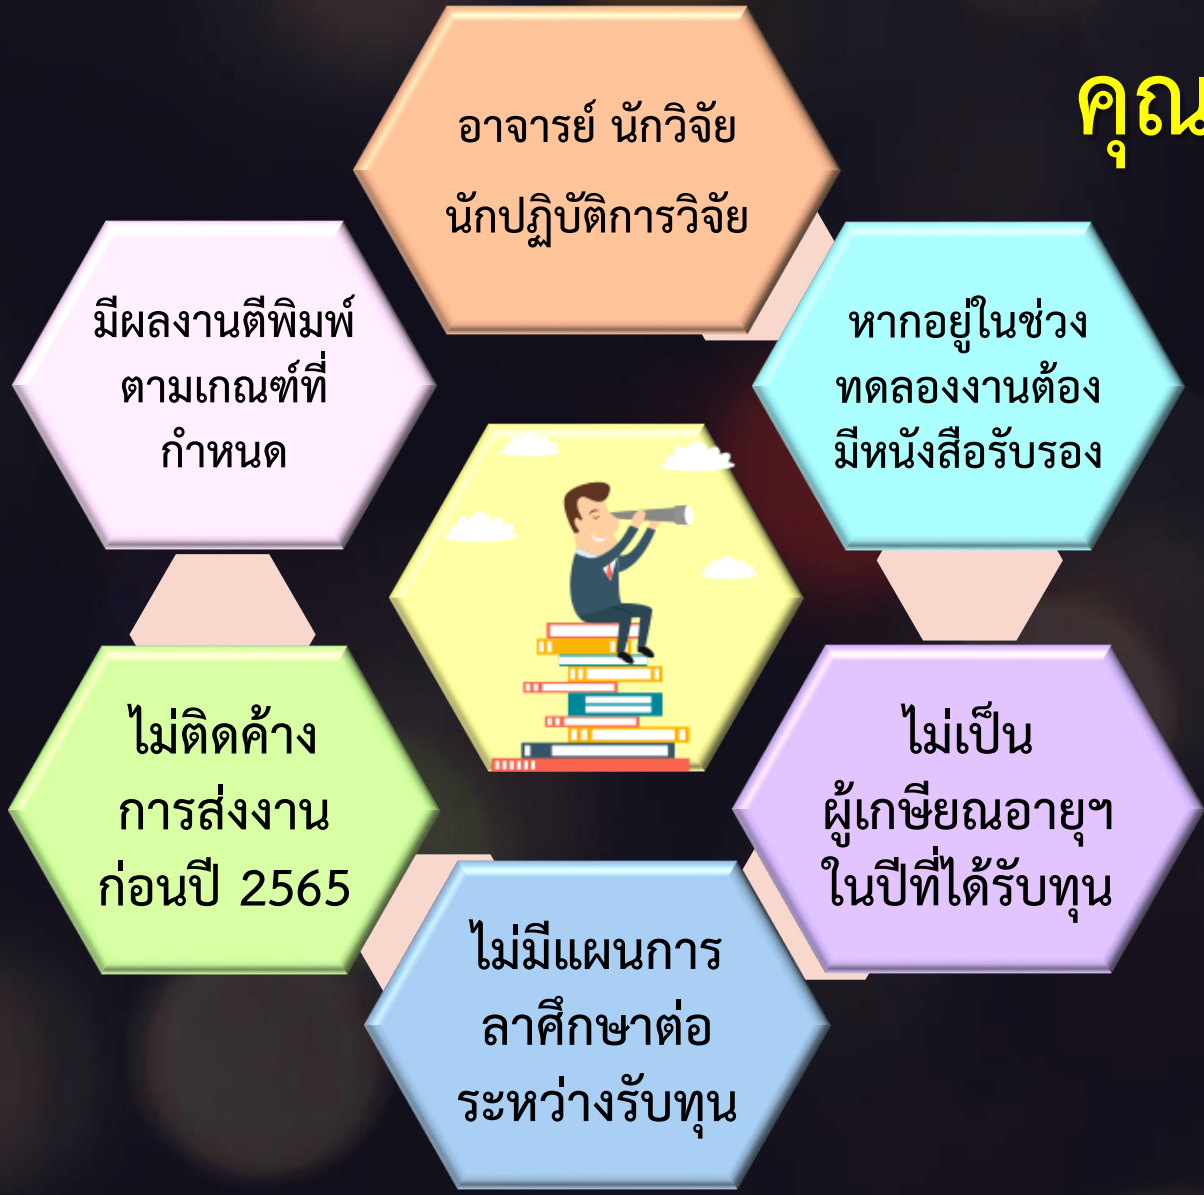 คุณ
อาจารย์ นักวิจัย
นักปฏิบัติการวิจัย
หากอยู่ในช่วง
ทดลองงานต้อง
มีหนังสือรับรอง
ไม่เป็น
ผู้เกษียณอายุฯ
ในปีที่ได้รับทุน
ไม่มีแผนการ
ลาศึกษาต่อ
ระหว่างรับทุน
ไม่ติดค้าง
การส่งงาน
ก่อนปี 2565
มีผลงานตีพิมพ์
ตามเกณฑ์ที่
กำหนด